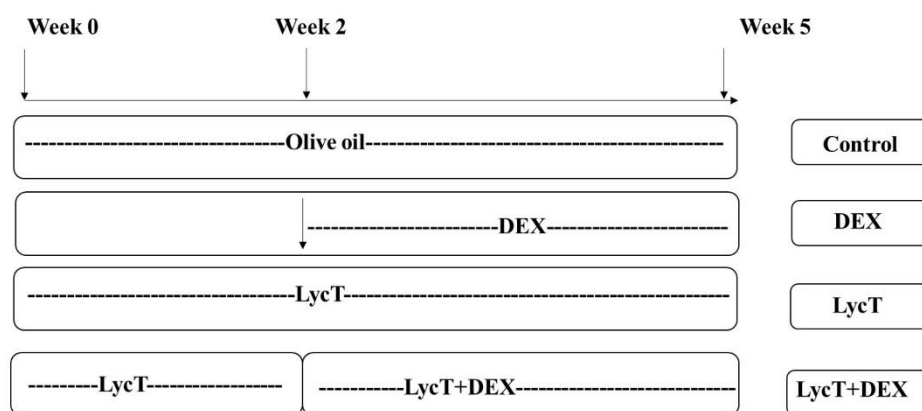 Week 0 Week 2 Week 5
Olive oil Control
DEX DEX
LycT LycT
LycT LycT+DEX LycT+DEX